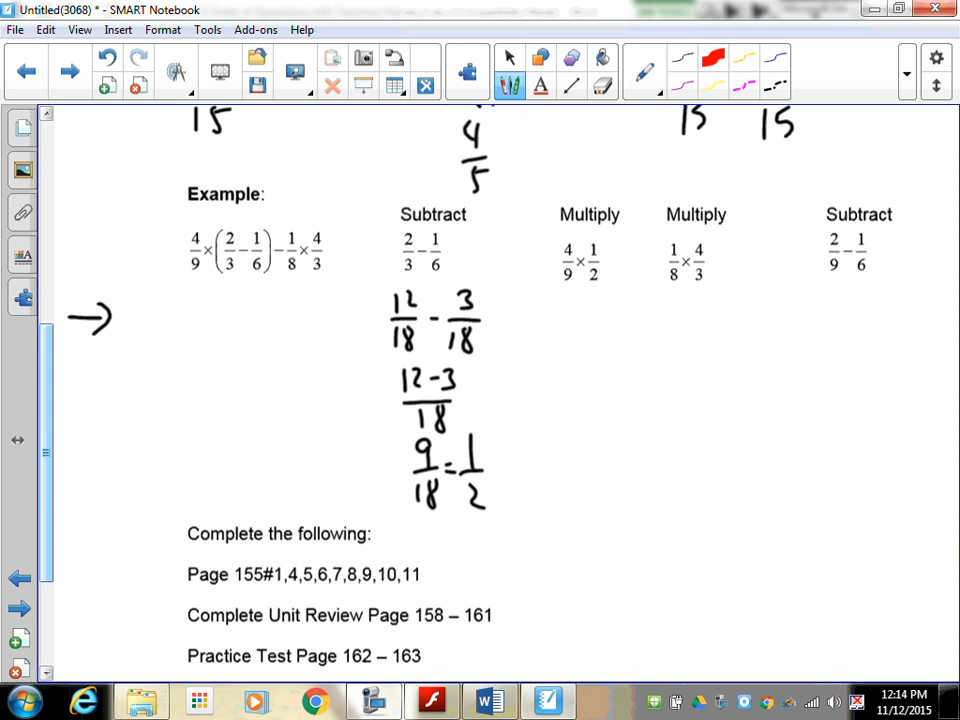 Untitled(3068) * - SMART Notebook
File Edit View Insert Format Tools Add-ons Help
15
4/5
15 15
Example:
Subtract Multiply Multiply Subtract
4/9 × (2/3 − 1/6) − 1/8 × 4/3
2/3 − 1/6
4/9 × 1/2
1/8 × 4/3
2/9 − 1/6
→ 12/18 - 3/18
12-3/18
9/18 = 1/2
Complete the following:
Page 155#1,4,5,6,7,8,9,10,11
Complete Unit Review Page 158 – 161
Practice Test Page 162 – 163
12:14 PM
11/12/2015